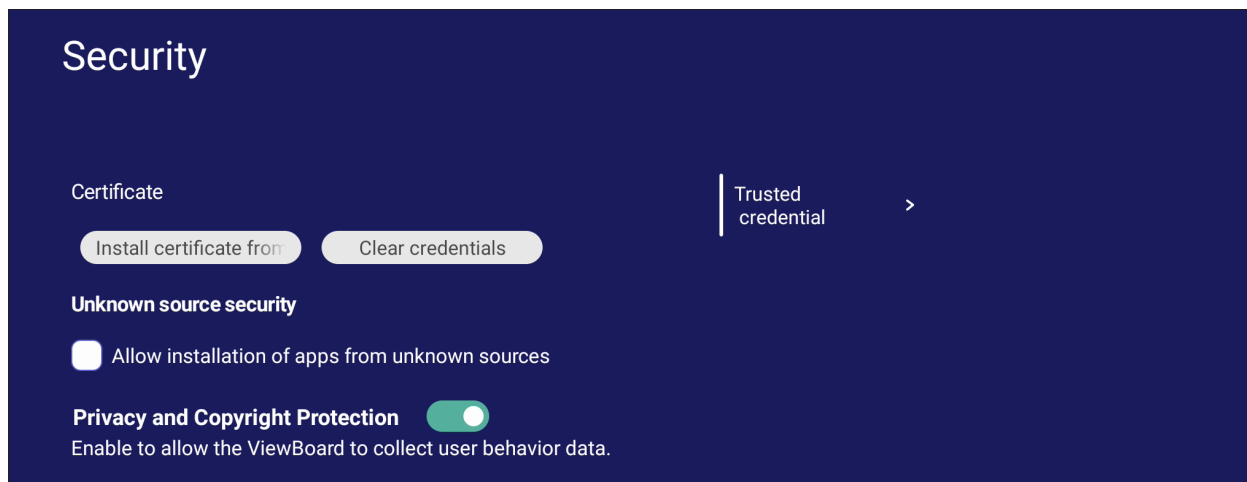 Security
Certificate
Install certificate from
Clear credentials
Unknown source security
Allow installation of apps from unknown sources
Privacy and Copyright Protection
Enable to allow the ViewBoard to collect user behavior data.
Trusted
credential